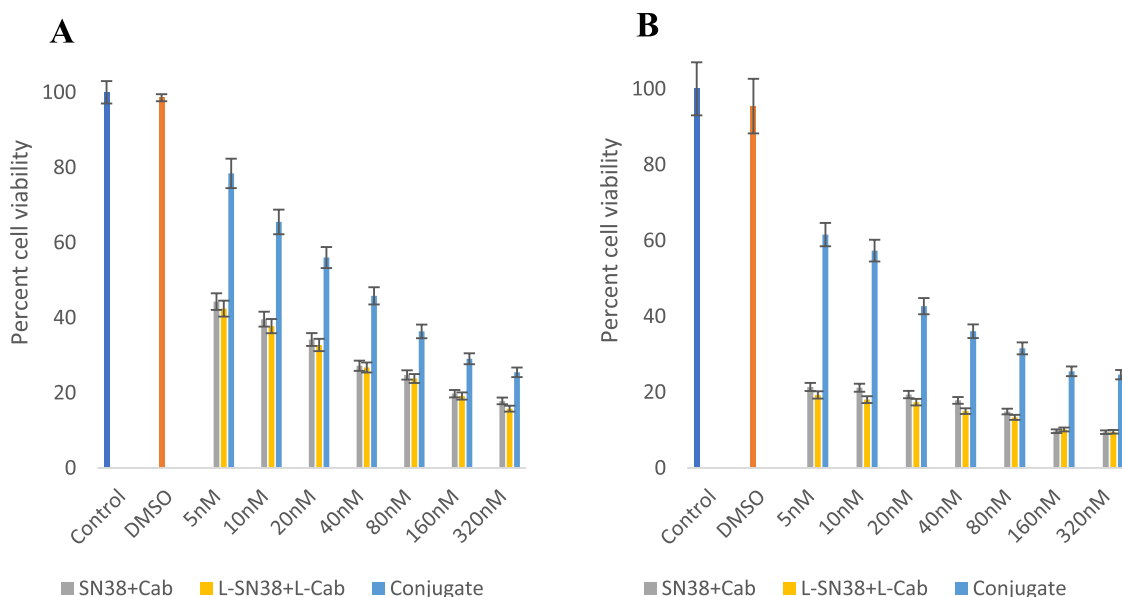 A
Percent cell viability
100
80
60
40
20
0
Control
DMSO
5nM
10nM
20nM
40nM
80nM
160nM
320nM
SN38+Cab L-SN38+L-Cab Conjugate
B
Percent cell viability
100
80
60
40
20
0
Control
DMSO
5nM
10nM
20nM
40nM
80nM
160nM
320nM
SN38+Cab L-SN38+L-Cab Conjugate